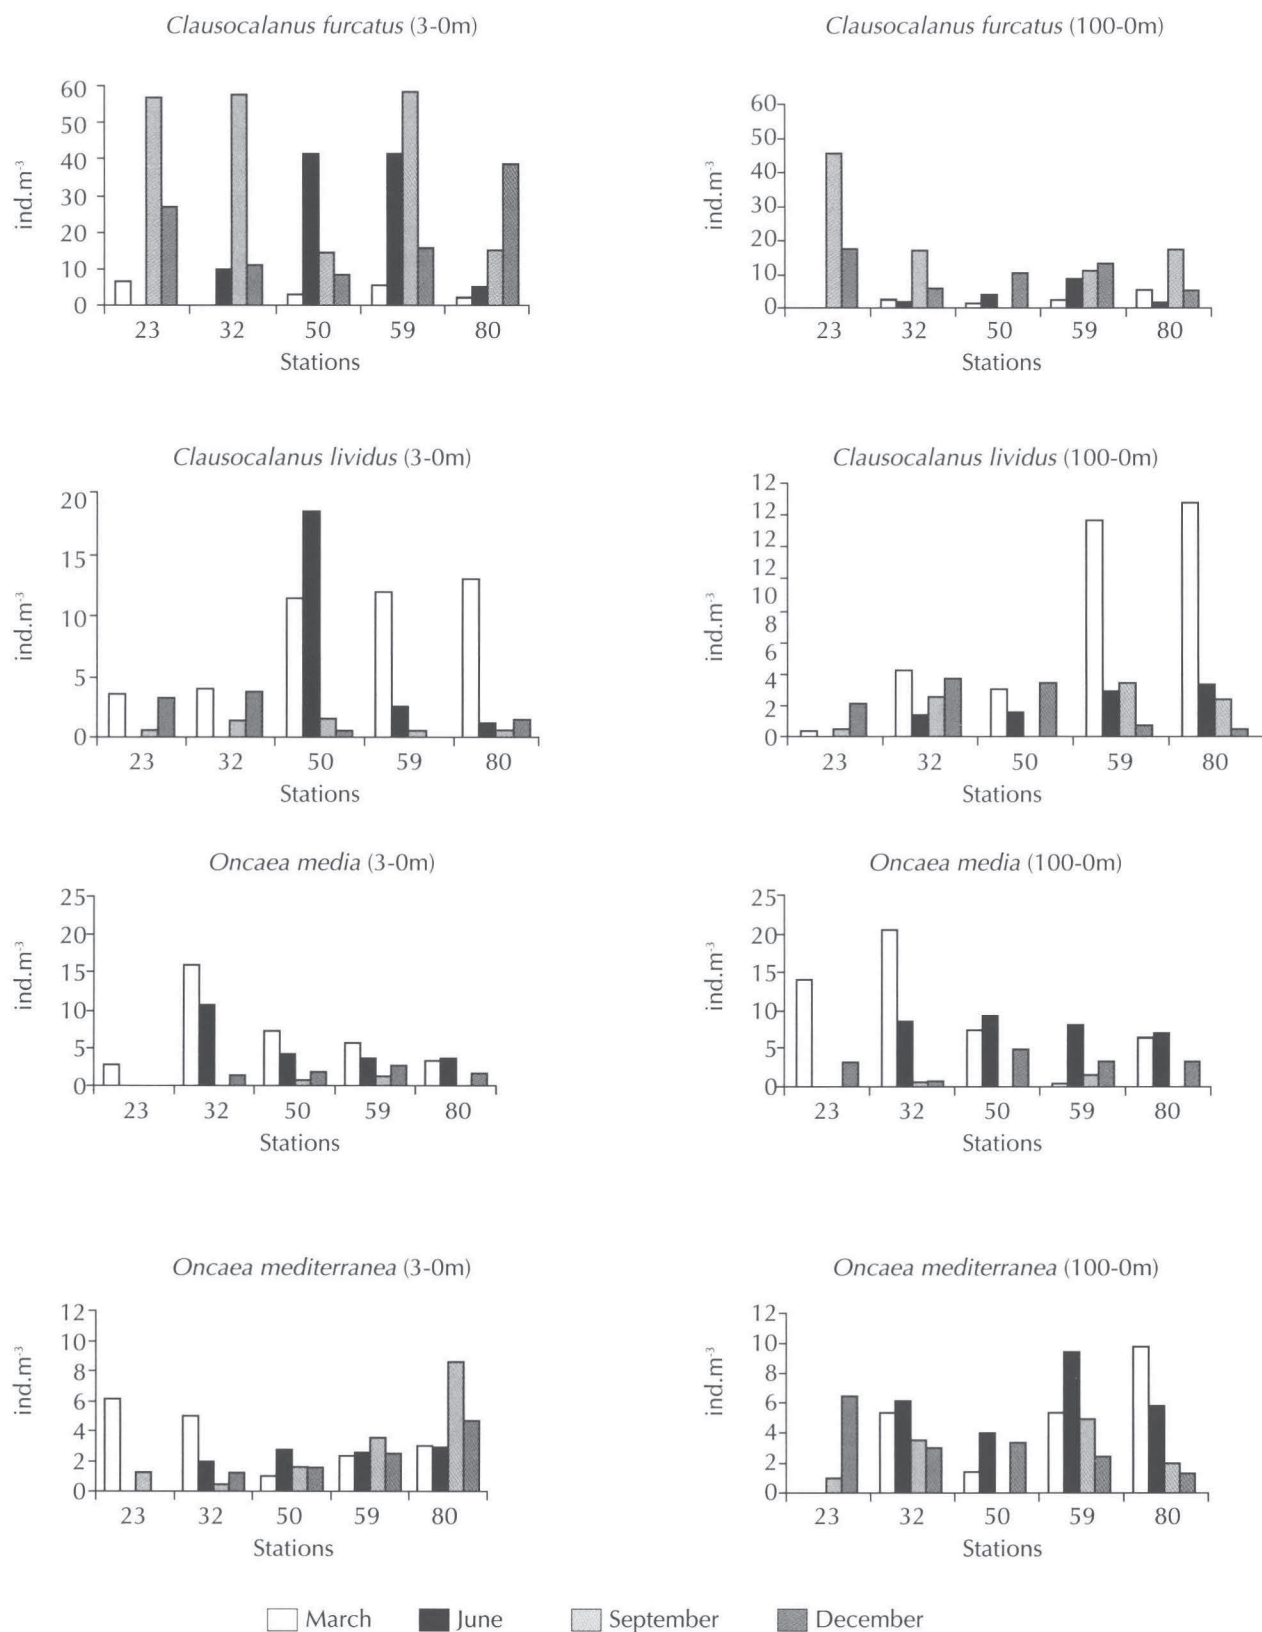 Clausocalanus furcatus (3-0m)
60
50
40
30
20
10
0
ind.m⁻³
23 32 50 59 80
Stations
Clausocalanus furcatus (100-0m)
60
50
40
30
20
10
0
ind.m⁻³
23 32 50 59 80
Stations
Clausocalanus lividus (3-0m)
20
15
10
5
0
ind.m⁻³
23 32 50 59 80
Stations
Clausocalanus lividus (100-0m)
12
12
12
12
10
8
6
4
2
0
ind.m⁻³
23 32 50 59 80
Stations
Oncaea media (3-0m)
25
20
15
10
5
0
ind.m⁻³
23 32 50 59 80
Stations
Oncaea media (100-0m)
25
20
15
10
5
0
ind.m⁻³
23 32 50 59 80
Stations
Oncaea mediterranea (3-0m)
12
10
8
6
4
2
0
ind.m⁻³
23 32 50 59 80
Stations
Oncaea mediterranea (100-0m)
12
10
8
6
4
2
0
ind.m⁻³
23 32 50 59 80
Stations
March June September December